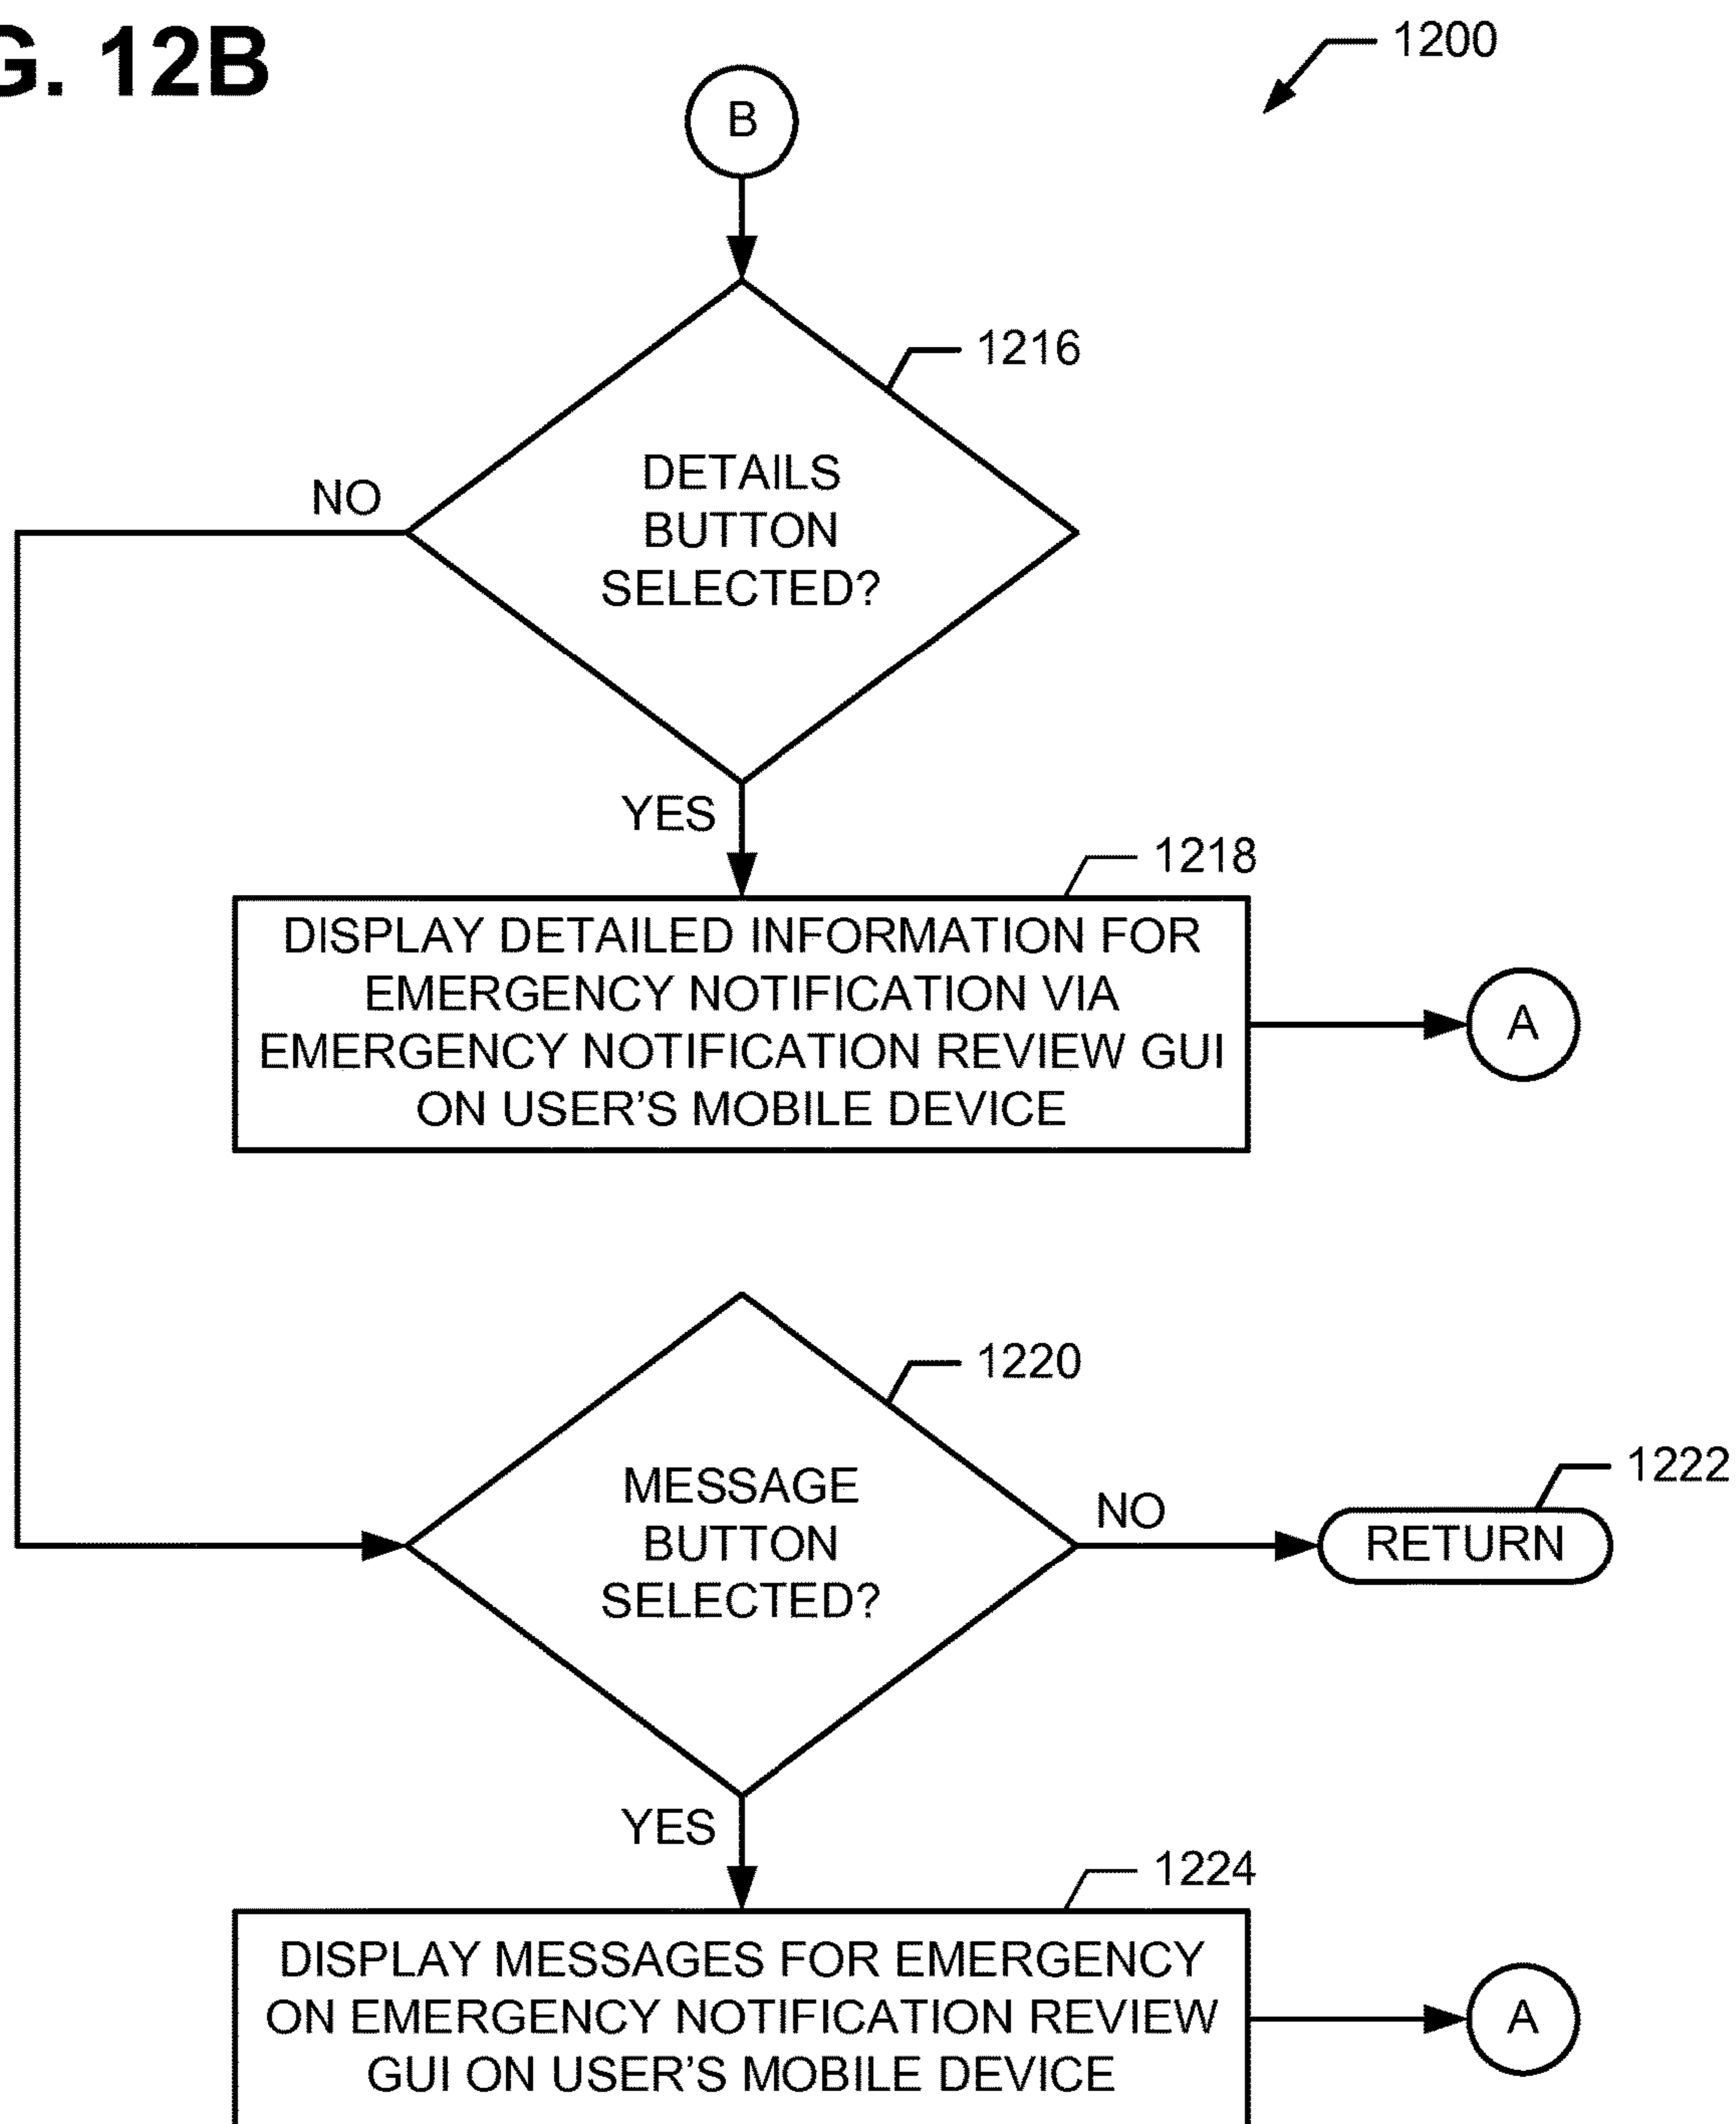 G. 12B
1200
B
1216
DETAILS
BUTTON
SELECTED?
NO
YES
1218
DISPLAY DETAILED INFORMATION FOR
EMERGENCY NOTIFICATION VIA
EMERGENCY NOTIFICATION REVIEW GUI
ON USER'S MOBILE DEVICE
A
1220
MESSAGE
BUTTON
SELECTED?
NO
1222
RETURN
YES
1224
DISPLAY MESSAGES FOR EMERGENCY
ON EMERGENCY NOTIFICATION REVIEW
GUI ON USER'S MOBILE DEVICE
A